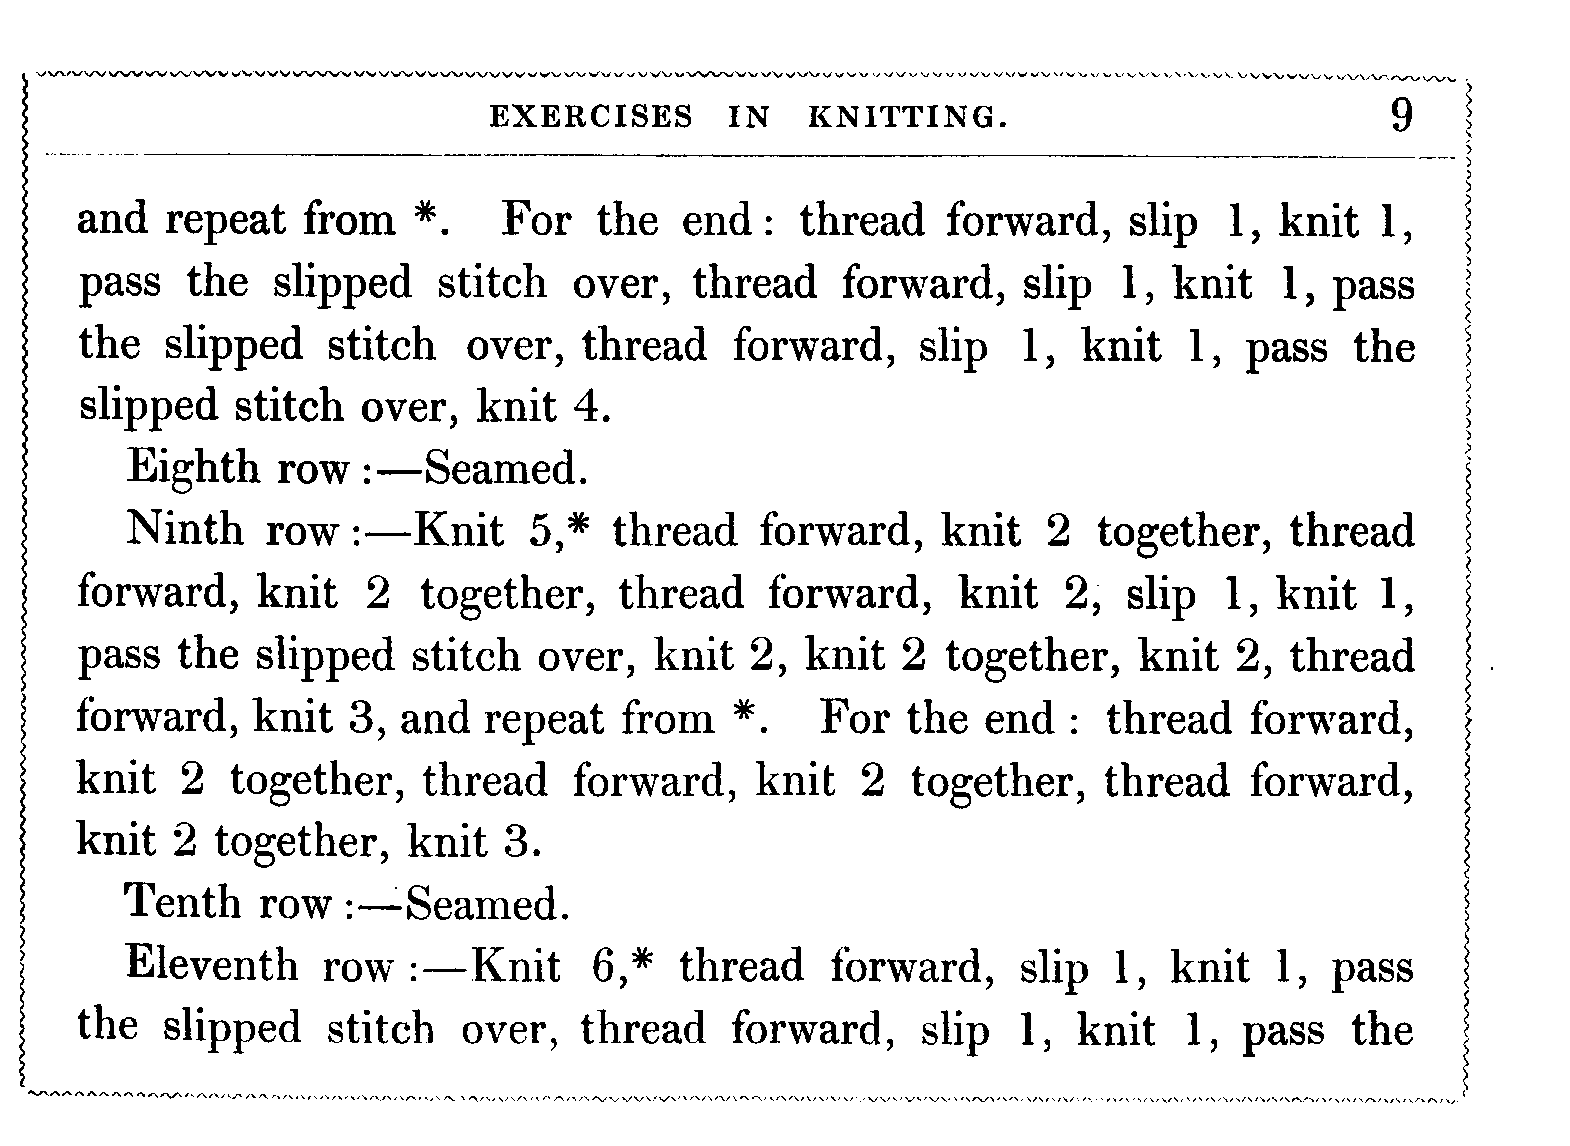 EXERCISES IN KNITTING. 9
and repeat from *. For the end : thread forward, slip 1, knit 1,
pass the slipped stitch over, thread forward, slip 1, knit 1, pass
the slipped stitch over, thread forward, slip 1, knit 1, pass the
slipped stitch over, knit 4.
Eighth row :—Seamed.
Ninth row :—Knit 5,* thread forward, knit 2 together, thread
forward, knit 2 together, thread forward, knit 2, slip 1, knit 1,
pass the slipped stitch over, knit 2, knit 2 together, knit 2, thread
forward, knit 3, and repeat from *. For the end : thread forward,
knit 2 together, thread forward, knit 2 together, thread forward,
knit 2 together, knit 3.
Tenth row :—Seamed.
Eleventh row :—Knit 6,* thread forward, slip 1, knit 1, pass
the slipped stitch over, thread forward, slip 1, knit 1, pass the